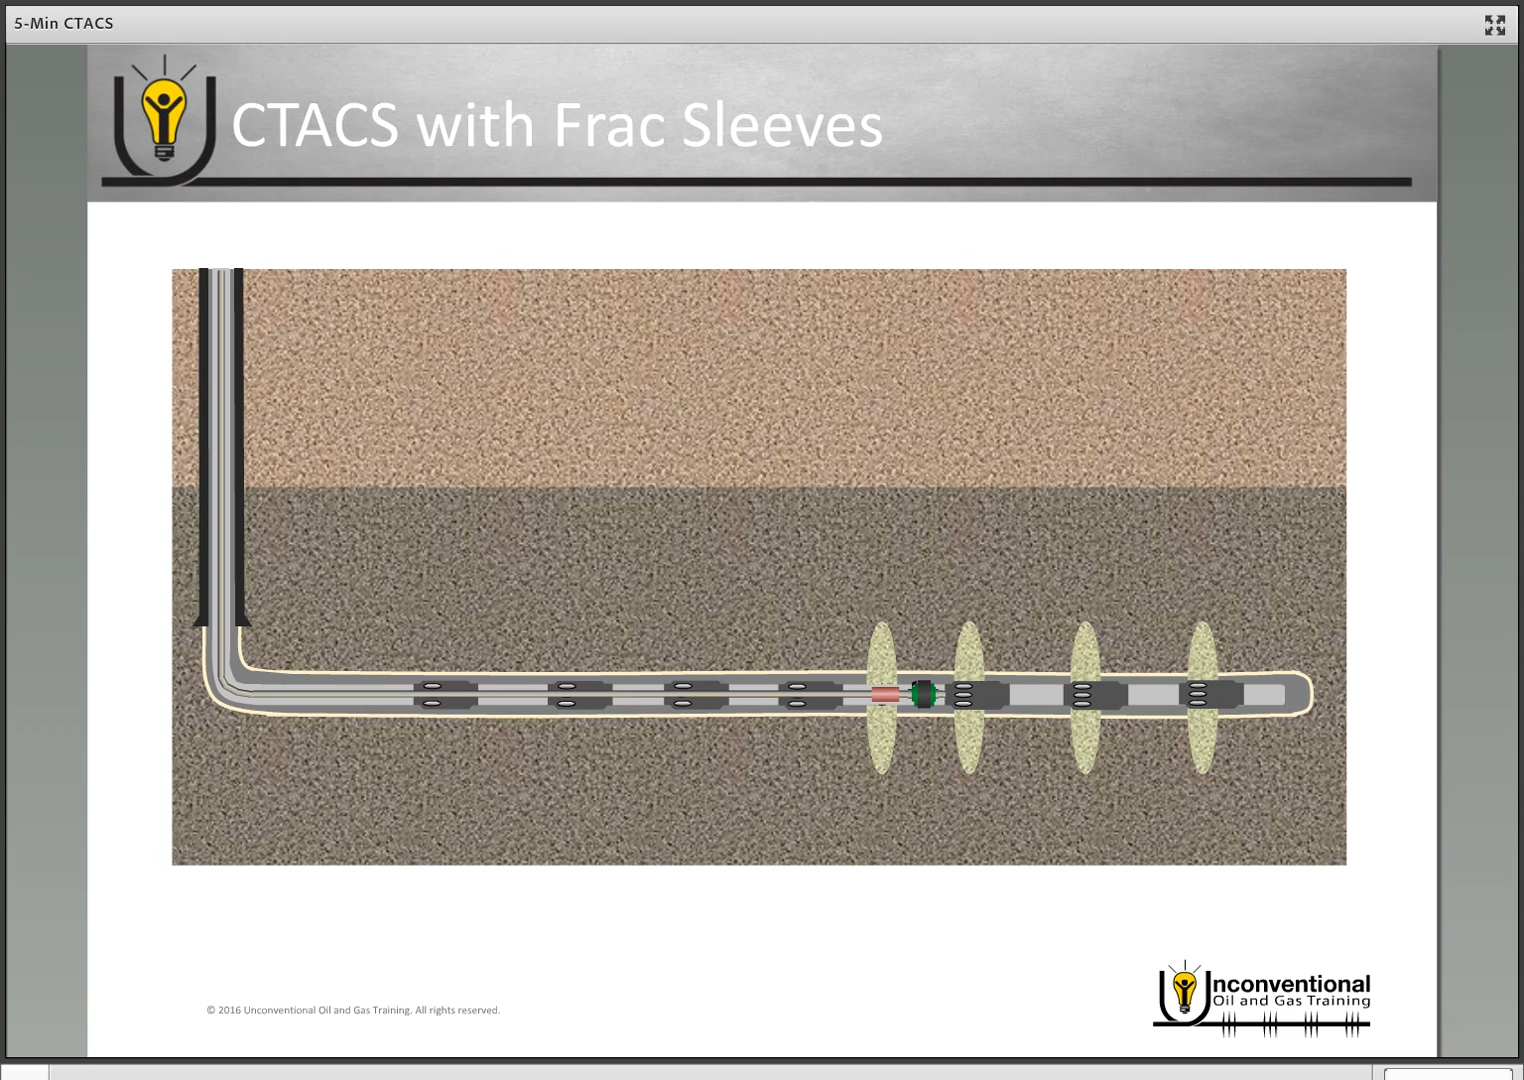 5-Min CTACS
CTACS with Frac Sleeves
© 2016 Unconventional Oil and Gas Training. All rights reserved.
Unconventional
Oil and Gas Training